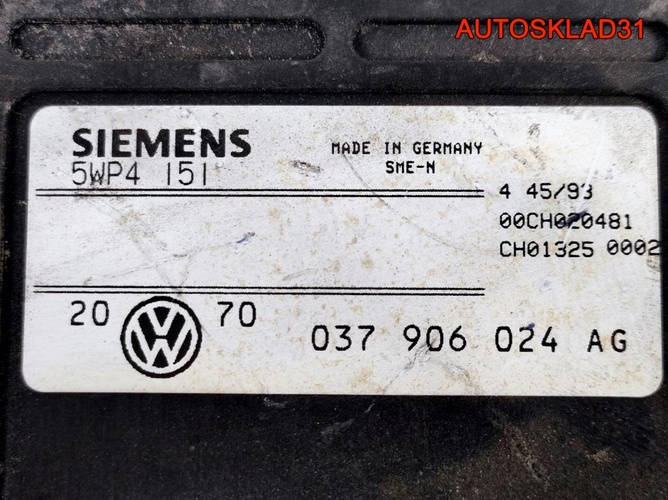 AUTOSKLAD31
SIEMENS
5WP4 151
MADE IN GERMANY
SME-N
4 45/93
00CH020481
CH01325 0002
20 VW 70
037 906 024 AG